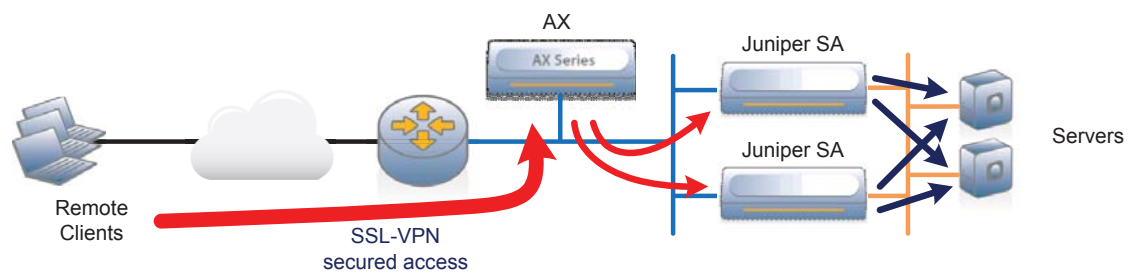 AX
AX Series
Juniper SA
Juniper SA
Servers
Remote
Clients
SSL-VPN
secured access